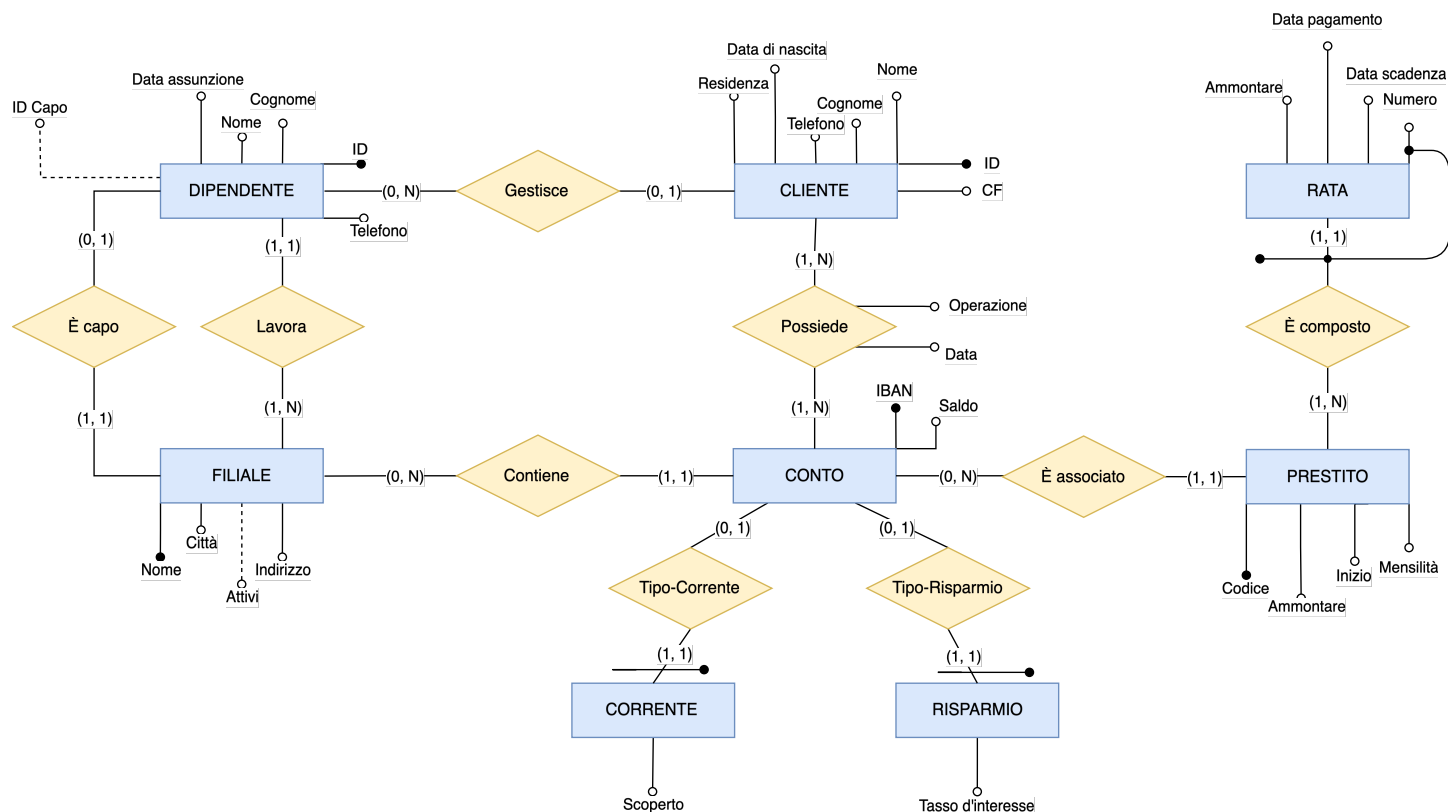 Data pagamento
Data di nascita
Nome
Data scadenza
Data assunzione
Residenza
Ammontare
Numero
ID Capo
Cognome
Cognome
Nome
Telefono
ID
ID
DIPENDENTE
(0, N)
Gestisce
(0, 1)
CLIENTE
CF
RATA
Telefono
(0, 1)
(1, 1)
(1, N)
(1, 1)
Operazione
È capo
Lavora
Possiede
È composto
Data
IBAN
Saldo
(1, 1)
(1, N)
(1, N)
(1, N)
FILIALE
(0, N)
Contiene
(1, 1)
CONTO
(0, N)
È associato
(1, 1)
PRESTITO
(0, 1)
(0, 1)
Città
Nome
Indirizzo
Attivi
Tipo-Corrente
Tipo-Risparmio
Codice
Ammontare
Inizio
Mensilità
(1, 1)
(1, 1)
CORRENTE
RISPARMIO
Scoperto
Tasso d'interesse